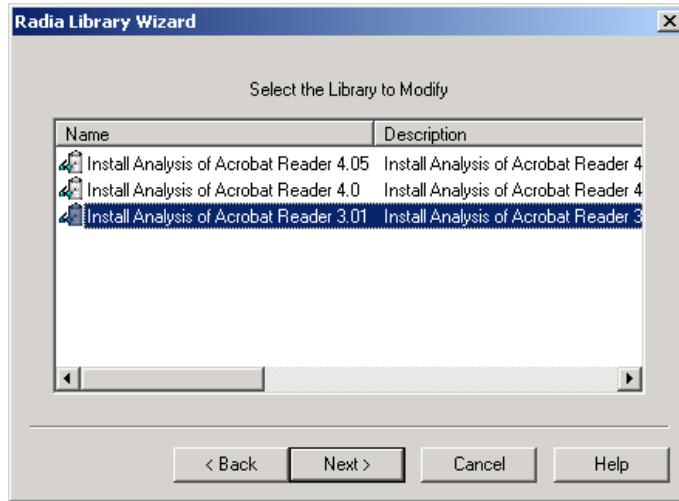 Radia Library Wizard
Select the Library to Modify
Name Description
Install Analysis of Acrobat Reader 4.05 Install Analysis of Acrobat Reader 4
Install Analysis of Acrobat Reader 4.0 Install Analysis of Acrobat Reader 4
Install Analysis of Acrobat Reader 3.01 Install Analysis of Acrobat Reader 3
< Back Next > Cancel Help